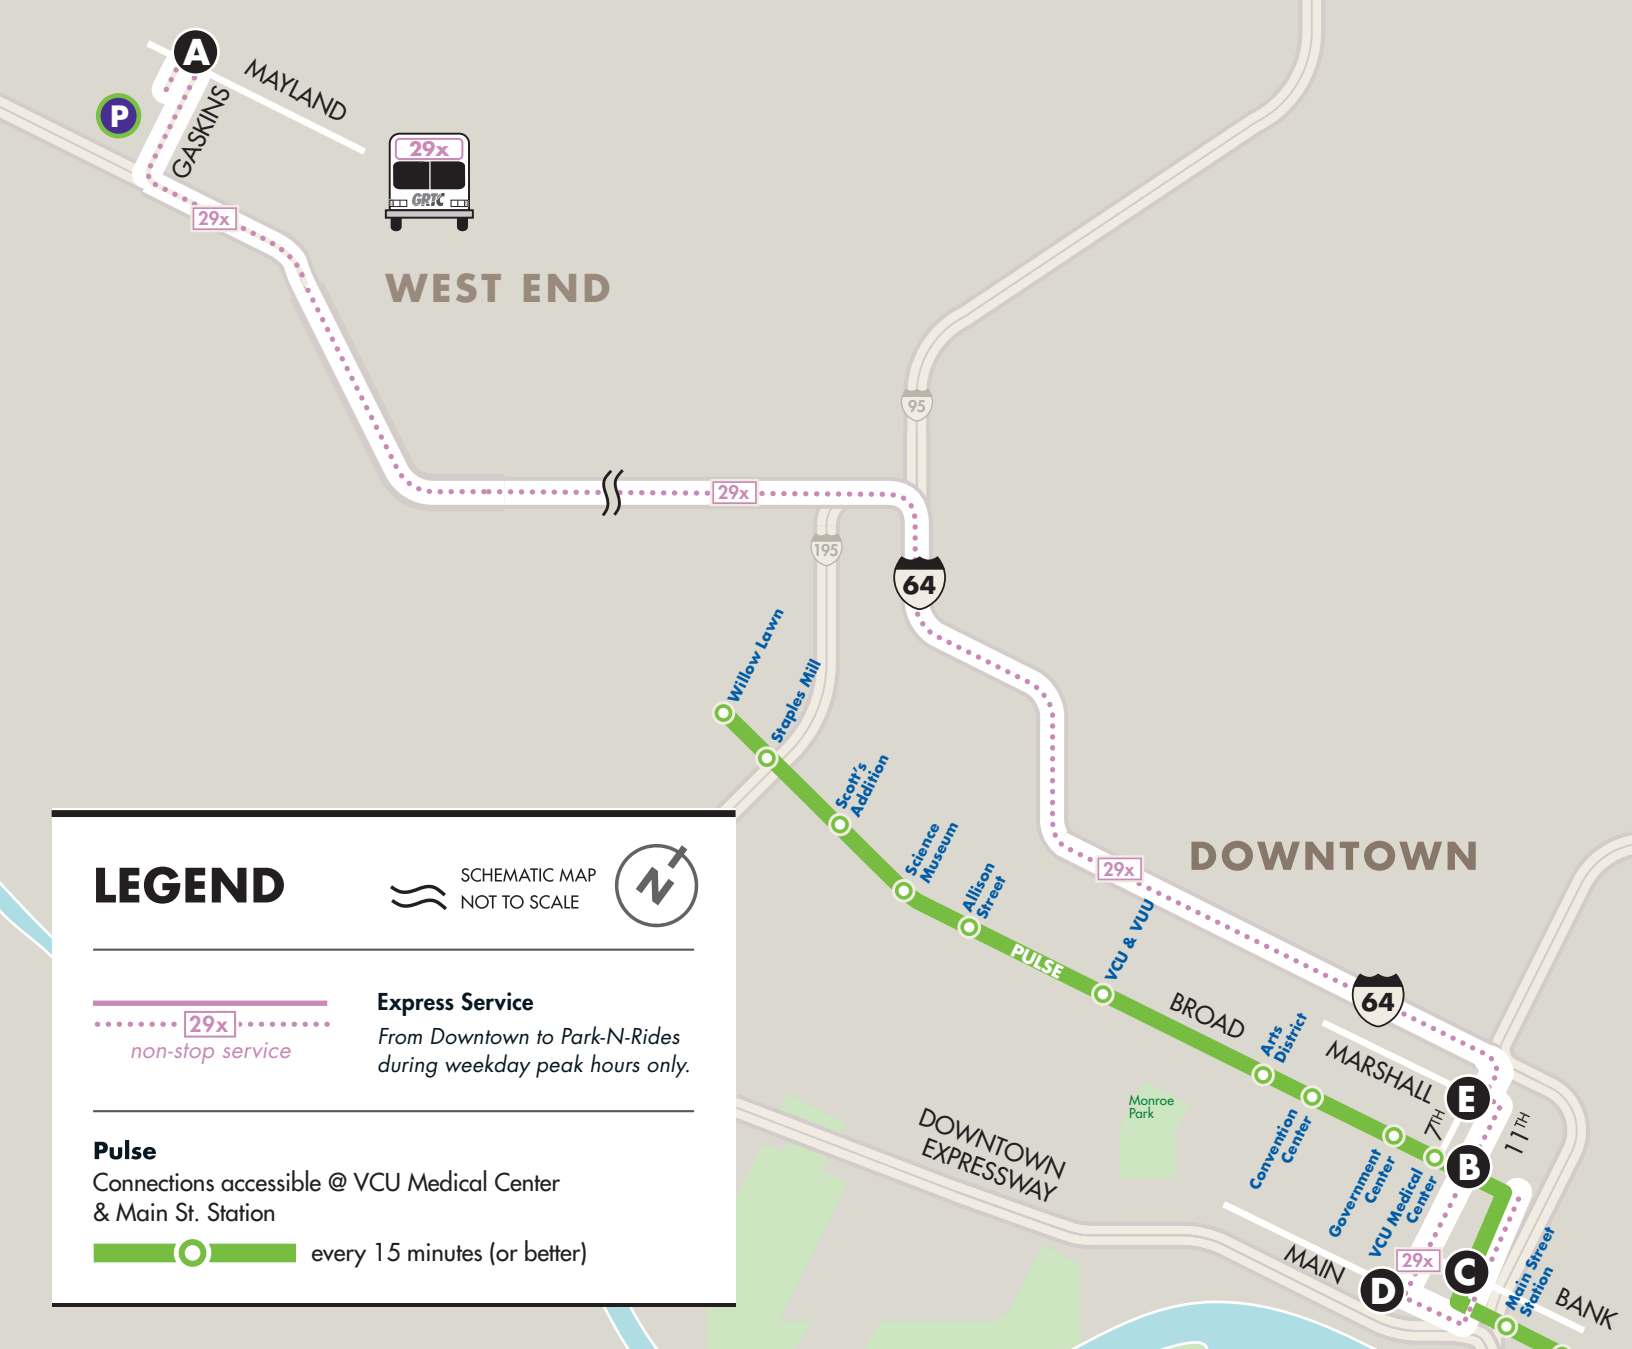 A
MAYLAND
P
GASKINS
29x
GRTC
29x
WEST END
95
29x
195
64
Willow Lawn
Staples Mill
Scott's
Addition
Science
Museum
Allison
Street
PULSE
VCU & VUU
29x
DOWNTOWN
64
BROAD
Arts
District
MARSHALL
E
7TH
11TH
B
Monroe
Park
DOWNTOWN
EXPRESSWAY
Convention
Center
Government
Center
VCU Medical
Center
MAIN
29x
D
C
Main Street
Station
BANK
LEGEND
SCHEMATIC MAP
NOT TO SCALE
N
29x
non-stop service
Express Service
From Downtown to Park-N-Rides
during weekday peak hours only.
Pulse
Connections accessible @ VCU Medical Center
& Main St. Station
every 15 minutes (or better)